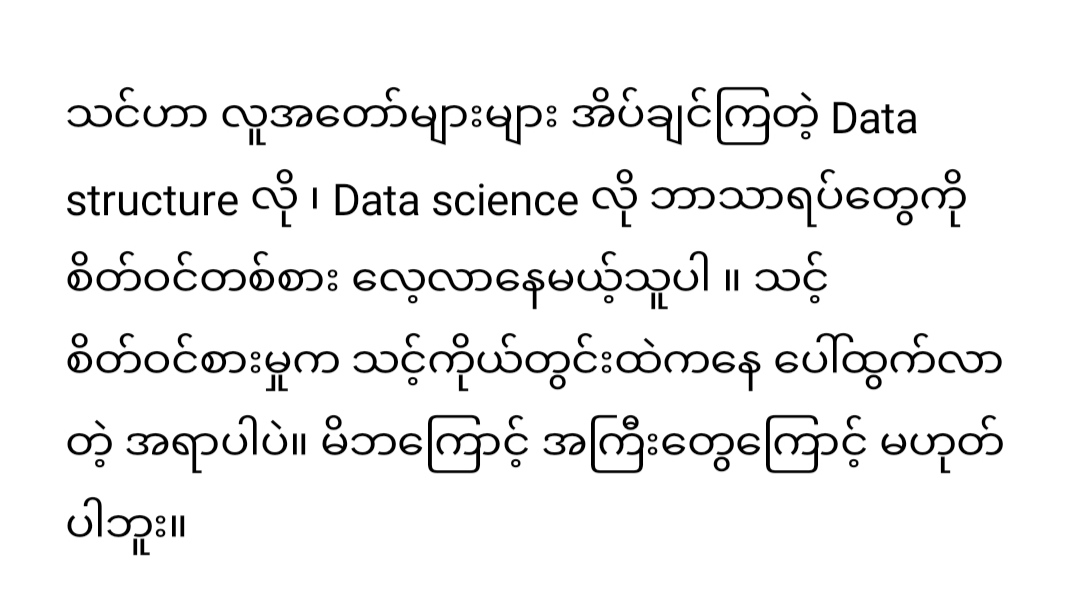 သင်ဟာ လူအတော်များများ အိပ်ချင်ကြတဲ့ Data
structure လို ၊ Data science လို ဘာသာရပ်တွေကို
စိတ်ဝင်တစ်စား လေ့လာနေမယ့်သူပါ ။ သင့်
စိတ်ဝင်စားမှုက သင့်ကိုယ်တွင်းထဲကနေ ပေါ်ထွက်လာ
တဲ့ အရာပါပဲ။ မိဘကြောင့် အကြီးတွေကြောင့် မဟုတ်
ပါဘူး။